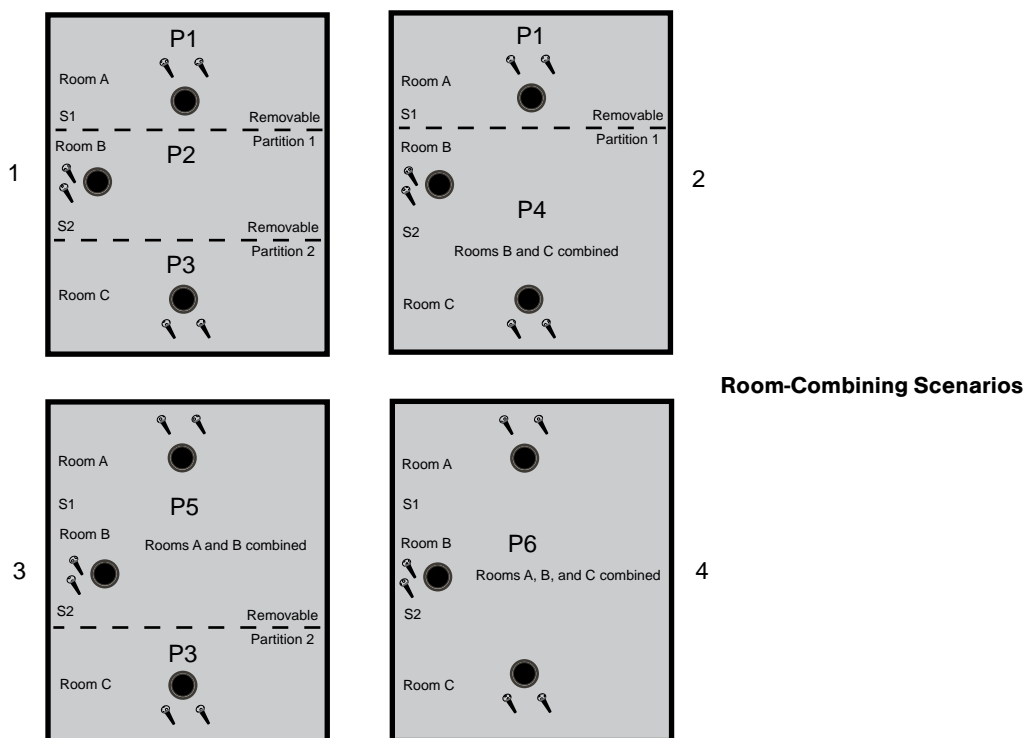 P1
Room A
S1 Removable
Partition 1
Room B
P2
S2 Removable
Partition 2
P3
Room C
1
P1
Room A
S1 Removable
Partition 1
Room B
P4
S2
Rooms B and C combined
Room C
2
Room-Combining Scenarios
Room A
S1
P5
Room B
Rooms A and B combined
S2 Removable
Partition 2
P3
Room C
3
Room A
S1
Room B
P6
Rooms A, B, and C combined
S2
Room C
4